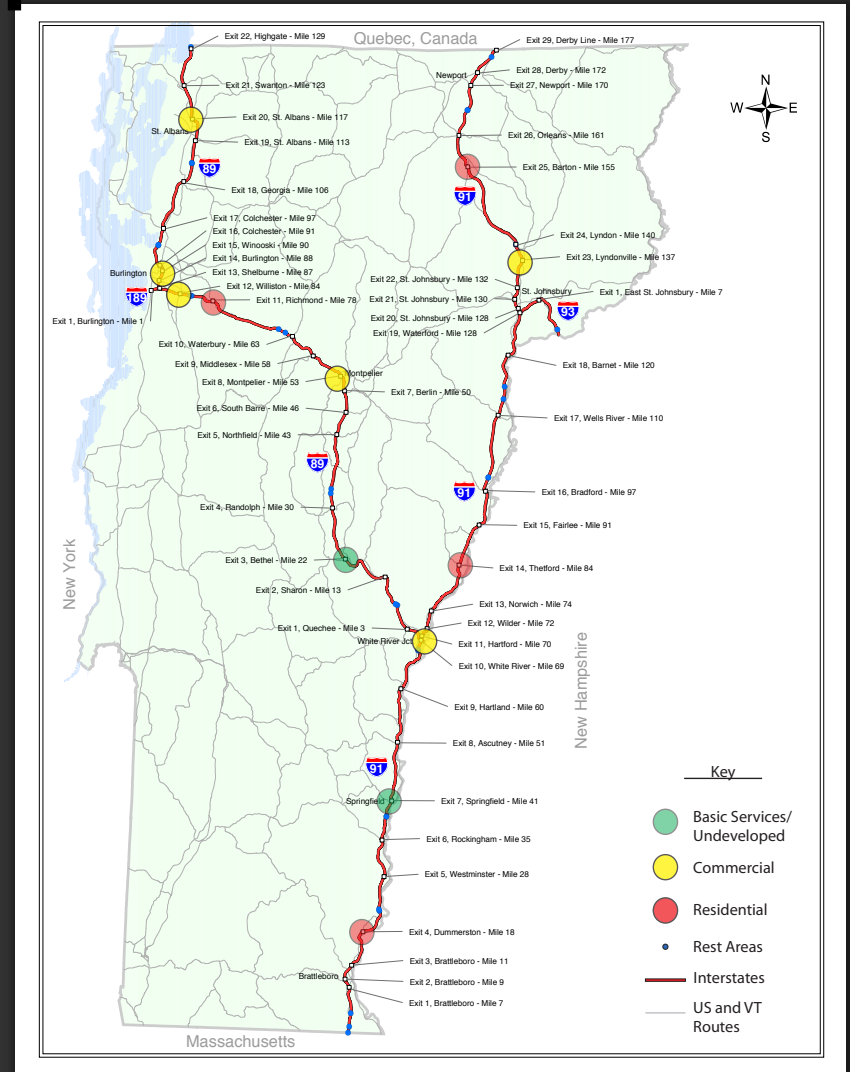 Quebec, Canada
Exit 22, Highgate - Mile 129
Exit 29, Derby Line - Mile 177
Exit 28, Derby - Mile 172
Newport
Exit 27, Newport - Mile 170
Exit 21, Swanton - Mile 123
N
W
E
S
Exit 20, St. Albans - Mile 117
St. Albans
Exit 19, St. Albans - Mile 113
Exit 26, Orleans - Mile 161
89
Exit 25, Barton - Mile 155
Exit 18, Georgia - Mile 106
91
Exit 17, Colchester - Mile 97
Exit 16, Colchester - Mile 91
Exit 24, Lyndon - Mile 140
Exit 15, Winooski - Mile 90
Exit 14, Burlington - Mile 88
Exit 23, Lyndonville - Mile 137
Burlington
Exit 13, Shelburne - Mile 87
Exit 22, St. Johnsbury - Mile 132
Exit 12, Williston - Mile 84
St. Johnsbury
Exit 1, East St. Johnsbury - Mile 7
189
Exit 11, Richmond - Mile 78
Exit 21, St. Johnsbury - Mile 130
93
Exit 1, Burlington - Mile 1
Exit 20, St. Johnsbury - Mile 128
Exit 19, Waterford - Mile 128
Exit 10, Waterbury - Mile 63
Exit 9, Middlesex - Mile 58
Exit 18, Barnet - Mile 120
Montpelier
Exit 8, Montpelier - Mile 53
Exit 7, Berlin - Mile 50
Exit 6, South Barre - Mile 46
Exit 17, Wells River - Mile 110
Exit 5, Northfield - Mile 43
89
91
Exit 16, Bradford - Mile 97
Exit 4, Randolph - Mile 30
Exit 15, Fairlee - Mile 91
Exit 3, Bethel - Mile 22
Exit 14, Thetford - Mile 84
New York
Exit 2, Sharon - Mile 13
Exit 13, Norwich - Mile 74
Exit 12, Wilder - Mile 72
Exit 1, Quechee - Mile 3
White River Jct
Exit 11, Hartford - Mile 70
Exit 10, White River - Mile 69
New Hampshire
Exit 9, Hartland - Mile 60
Exit 8, Ascutney - Mile 51
91
Springfield
Exit 7, Springfield - Mile 41
Exit 6, Rockingham - Mile 35
Exit 5, Westminster - Mile 28
Exit 4, Dummerston - Mile 18
Exit 3, Brattleboro - Mile 11
Brattleboro
Exit 2, Brattleboro - Mile 9
Exit 1, Brattleboro - Mile 7
Massachusetts
Key
Basic Services/
Undeveloped
Commercial
Residential
Rest Areas
Interstates
US and VT
Routes